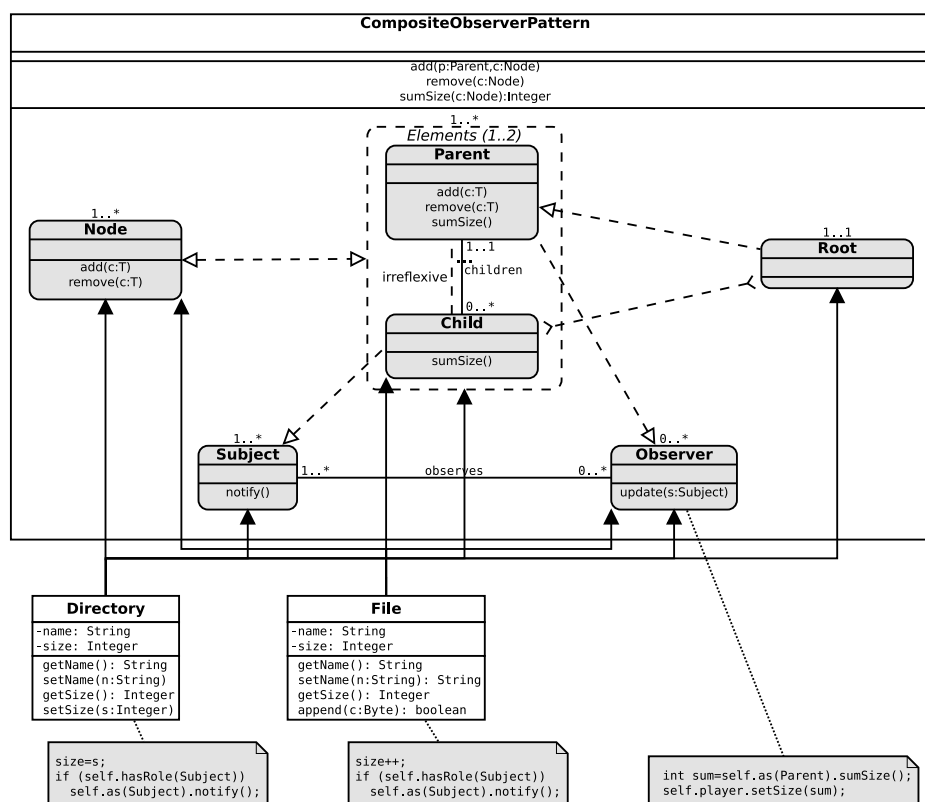 CompositeObserverPattern
add(p:Parent,c:Node)
remove(c:Node)
sumSize(c:Node):Integer
1..*
Elements (1..2)
Parent
add(c:T)
remove(c:T)
sumSize()
1..*
Node
add(c:T)
remove(c:T)
1..1
Root
1..1
children
irreflexive
0..*
Child
sumSize()
1..*
Subject
notify()
1..*
observes
0..*
0..*
Observer
update(s:Subject)
Directory
-name: String
-size: Integer
getName(): String
setName(n:String)
getSize(): Integer
setSize(s:Integer)
File
-name: String
-size: Integer
getName(): String
setName(n:String): String
getSize(): Integer
append(c:Byte): boolean
size=s;
if (self.hasRole(Subject))
self.as(Subject).notify();
size++;
if (self.hasRole(Subject))
self.as(Subject).notify();
int sum=self.as(Parent).sumSize();
self.player.setSize(sum);